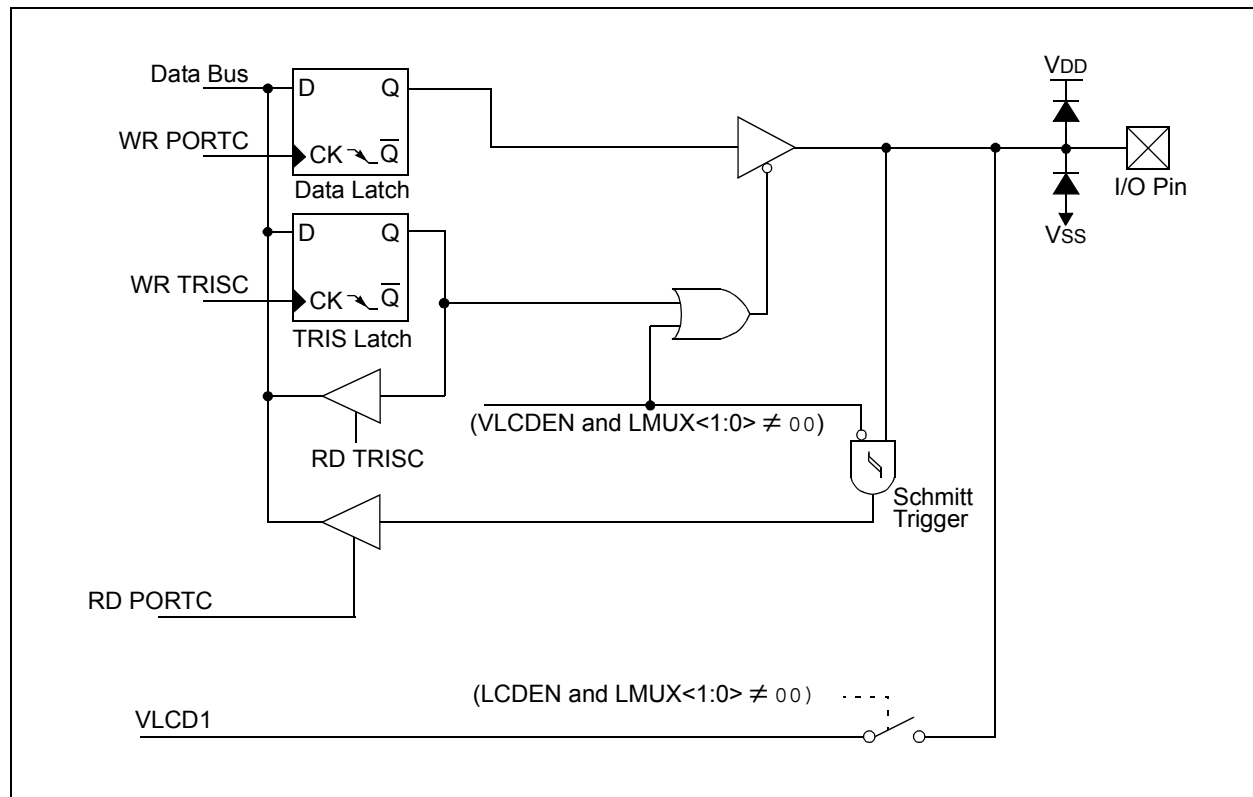 Data Bus
D Q
WR PORTC
CK Q̅
Data Latch
D Q
WR TRISC
CK Q̅
TRIS Latch
RD TRISC
(VLCDEN and LMUX<1:0> ≠ 00)
Schmitt
Trigger
RD PORTC
(LCDEN and LMUX<1:0> ≠ 00)
VLCD1
VDD
I/O Pin
VSS